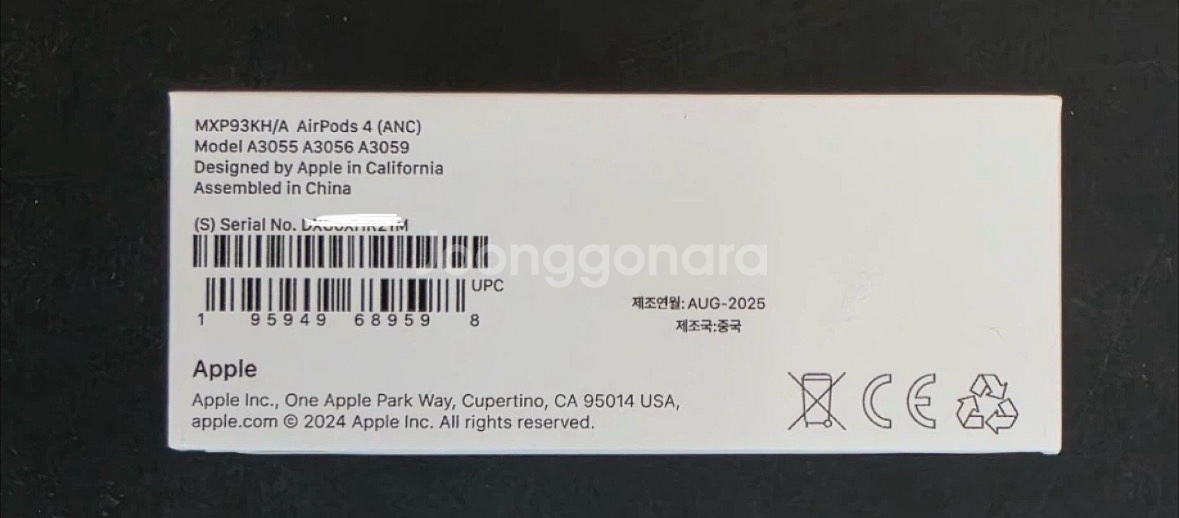 MXP93KH/A AirPods 4 (ANC)
Model A3055 A3056 A3059
Designed by Apple in California
Assembled in China
(S) Serial No.
Joonggonara
UPC
1 95949 68959 8
제조연월: AUG-2025
제조국:중국
Apple
Apple Inc., One Apple Park Way, Cupertino, CA 95014 USA,
apple.com © 2024 Apple Inc. All rights reserved.
CE